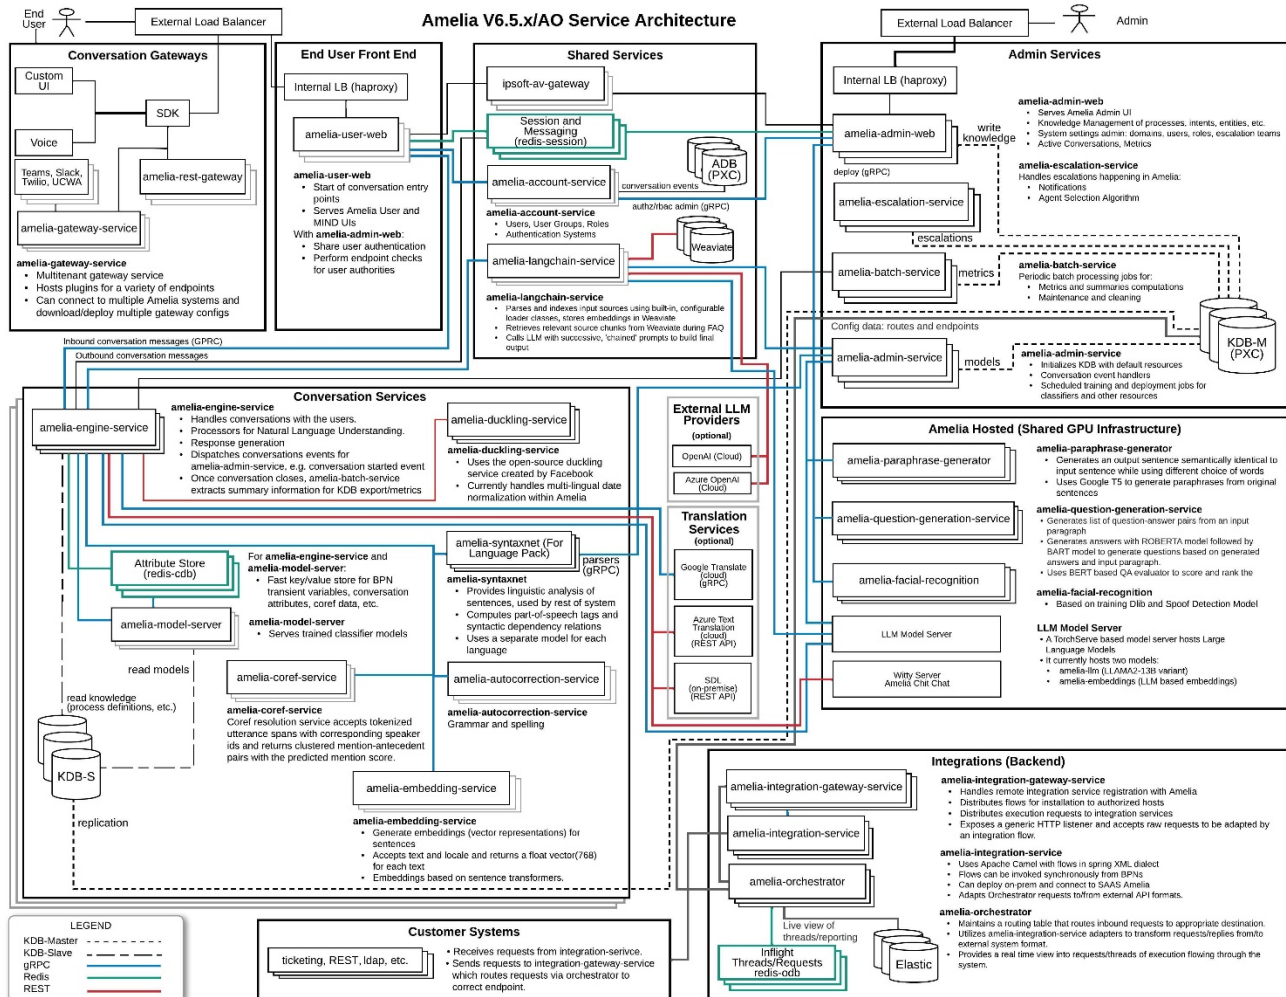 Amelia V6.5.x/AO Service Architecture
End
User
External Load Balancer
External Load Balancer
Admin
Conversation Gateways
Custom
UI
SDK
Voice
Teams, Slack,
Twilio, UCWA
amelia-rest-gateway
amelia-gateway-service
amelia-gateway-service
• Multitenant gateway service
• Hosts plugins for a variety of endpoints
• Can connect to multiple Amelia systems and
download/deploy multiple gateway configs
End User Front End
Internal LB (haproxy)
amelia-user-web
amelia-user-web
• Start of conversation entry
points
• Serves Amelia User and
MIND UIs
With amelia-admin-web:
• Share user authentication
• Perform endpoint checks
for user authorities
Shared Services
ipsoft-av-gateway
Session and
Messaging
(redis-session)
ADB
(PXC)
amelia-account-service
conversation events
authz/rbac admin (gRPC)
amelia-account-service
• Users, User Groups, Roles
• Authentication Systems
Weaviate
amelia-langchain-service
amelia-langchain-service
• Parses and indexes input sources using built-in, configurable
loader classes, stores embeddings in Weaviate
• Retrieves relevant source chunks from Weaviate during FAQ
• Calls LLM with successive, 'chained' prompts to build final
output
Admin Services
Internal LB (haproxy)
amelia-admin-web
write
knowledge
deploy (gRPC)
amelia-admin-web
• Serves Amelia Admin UI
• Knowledge Management of processes, intents, entities, etc.
• System settings admin: domains, users, roles, escalation teams
• Active Conversations, Metrics
amelia-escalation-service
Handles escalations happening in Amelia:
• Notifications
• Agent Selection Algorithm
amelia-escalation-service
escalations
amelia-batch-service
metrics
amelia-batch-service
Periodic batch processing jobs for:
• Metrics and summaries computations
• Maintenance and cleaning
KDB-M
(PXC)
Config data: routes and endpoints
amelia-admin-service
models
amelia-admin-service
• Initializes KDB with default resources
• Conversation event handlers
• Scheduled training and deployment jobs for
classifiers and other resources
Inbound conversation messages (GPRC)
Outbound conversation messages
Conversation Services
amelia-engine-service
amelia-engine-service
• Handles conversations with the users.
• Processors for Natural Language Understanding.
• Response generation
• Dispatches conversations events for
amelia-admin-service, e.g. conversation started event
• Once conversation closes, amelia-batch-service
extracts summary information for KDB export/metrics
amelia-duckling-service
amelia-duckling-service
• Uses the open-source duckling
service created by Facebook
• Currently handles multi-lingual date
normalization within Amelia
Attribute Store
(redis-cdb)
For amelia-engine-service and
amelia-model-server:
• Fast key/value store for BPN
transient variables, conversation
attributes, coref data, etc.
amelia-model-server
amelia-model-server
• Serves trained classifier models
amelia-syntaxnet (For
Language Pack)
parsers
(gRPC)
amelia-syntaxnet
• Provides linguistic analysis of
sentences, used by rest of system
• Computes part-of-speech tags and
syntactic dependency relations
• Uses a separate model for each
language
read models
read knowledge
(process definitions, etc.)
KDB-S
replication
amelia-coref-service
amelia-coref-service
Coref resolution service accepts tokenized
utterance spans with corresponding speaker
ids and returns clustered mention-antecedent
pairs with the predicted mention score.
amelia-autocorrection-service
amelia-autocorrection-service
Grammar and spelling
amelia-embedding-service
amelia-embedding-service
• Generate embeddings (vector representations) for
sentences
• Accepts text and locale and returns a float vector(768)
for each text
• Embeddings based on sentence transformers.
External LLM
Providers
(optional)
OpenAI (Cloud)
Azure OpenAI
(Cloud)
Translation
Services
(optional)
Google Translate
(cloud)
(gRPC)
Azure Text
Translation
(cloud)
(REST API)
SDL
(on-premise)
(REST API)
Amelia Hosted (Shared GPU Infrastructure)
amelia-paraphrase-generator
amelia-question-generation-service
amelia-facial-recognition
LLM Model Server
Witty Server
Amelia Chit Chat
amelia-paraphrase-generator
• Generates an output sentence semantically identical to
input sentence while using different choice of words
• Uses Google T5 to generate paraphrases from original
sentences
amelia-question-generation-service
• Generates list of question-answer pairs from an input
paragraph
• Generates answers with ROBERTA model followed by
BART model to generate questions based on generated
answers and input paragraph.
• Uses BERT based QA evaluator to score and rank the
amelia-facial-recognition
• Based on training Dlib and Spoof Detection Model
LLM Model Server
• A TorchServe based model server hosts Large
Language Models
• It currently hosts two models:
• amelia-llm (LLAMA2-13B variant)
• amelia-embeddings (LLM based embeddings)
Integrations (Backend)
amelia-integration-gateway-service
amelia-integration-service
amelia-orchestrator
Live view of
threads/reporting
Inflight
Threads/Requests
redis-odb
Elastic
amelia-integration-gateway-service
• Handles remote integration service registration with Amelia
• Distributes flows for installation to authorized hosts
• Distributes execution requests to integration services
• Exposes a generic HTTP listener and accepts raw requests to be adapted by
an integration flow.
amelia-integration-service
• Uses Apache Camel with flows in spring XML dialect
• Flows can be invoked synchronously from BPNs
• Can deploy on-prem and connect to SAAS Amelia
• Adapts Orchestrator requests to/from external API formats.
amelia-orchestrator
• Maintains a routing table that routes inbound requests to appropriate destination.
• Utilizes amelia-integration-service adapters to transform requests/replies from/to
external system format.
• Provides a real time view into requests/threads of execution flowing through the
system.
LEGEND
KDB-Master
KDB-Slave
gRPC
Redis
REST
Customer Systems
ticketing, REST, ldap, etc.
• Receives requests from integration-service.
• Sends requests to integration-gateway-service
which routes requests via orchestrator to
correct endpoint.